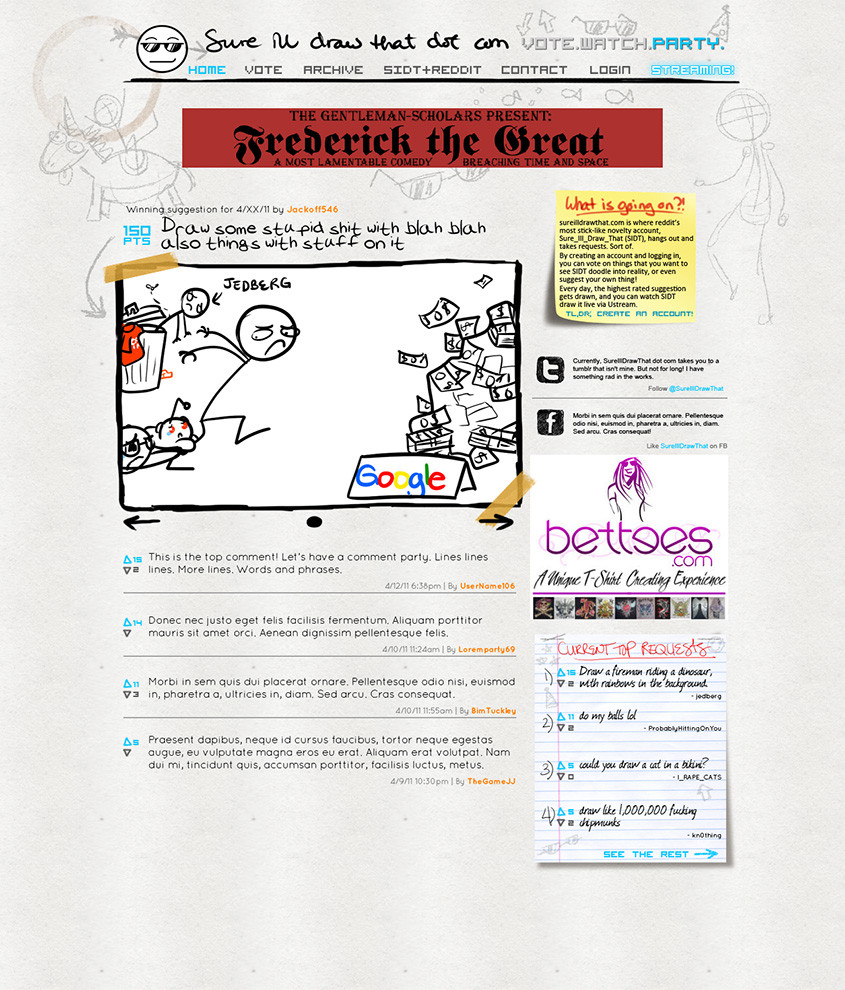 Sure ill draw that dot com
VOTE.WATCH.PARTY.
HOME VOTE ARCHIVE SIDT+REDDIT CONTACT LOGIN STREAMING!
THE GENTLEMAN-SCHOLARS PRESENT:
Frederick the Great
A MOST LAMENTABLE COMEDY BREACHING TIME AND SPACE
Winning suggestion for 4/XX/11 by Jackoff546
150
PTS
Draw some stupid shit with blah blah
also things with stuff on it
JEDBERG
Google
15 This is the top comment! Let's have a comment party. Lines lines
2 lines. More lines. Words and phrases.
4/12/11 6:38pm | By UserName106
14 Donec nec justo eget felis facilisis fermentum. Aliquam porttitor
mauris sit amet orci. Aenean dignissim pellentesque felis.
4/10/11 11:24am | By Loremparty69
11 Morbi in sem quis dui placerat ornare. Pellentesque odio nisi, euismod
3 in, pharetra a, ultricies in, diam. Sed arcu. Cras consequat.
4/10/11 11:55am | By BimTuckley
5 Praesent dapibus, neque id cursus faucibus, tortor neque egestas
augue, eu vulputate magna eros eu erat. Aliquam erat volutpat. Nam
dui mi, tincidunt quis, accumsan porttitor, facilisis luctus, metus.
4/9/11 10:30pm | By TheGameJJ
What is going on?!
sureilldrawthat.com is where reddit's
most stick-like novelty account,
Sure_Ill_Draw_That (SIDT), hangs out and
takes requests. Sort of.
By creating an account and logging in,
you can vote on things that you want to
see SIDT doodle into reality, or even
suggest your own thing!
Every day, the highest rated suggestion
gets drawn, and you can watch SIDT
draw it live via Ustream.
TL,DR; CREATE AN ACCOUNT!
Currently, SureIllDrawThat dot com takes you to a
tumblr that isn't mine. But not for long! I have
something rad in the works.
Follow @SureIllDrawThat
Morbi in sem quis dui placerat ornare. Pellentesque
odio nisi, euismod in, pharetra a, ultricies in, diam.
Sed arcu. Cras consequat!
Like SureIllDrawThat on FB
bettees
.com
A Unique T-Shirt Creating Experience
CURRENT TOP REQUESTS
1) 15 Draw a fireman riding a dinosaur,
2 with rainbows in the background.
- jedberg
2) 11 do my balls lol
2 - ProbablyHittingOnYou
3) 5 could you draw a cat in a bikini?
0 - I_RAPE_CATS
4) 5 draw like 1,000,000 fucking
2 chipmunks
- kn0thing
SEE THE REST